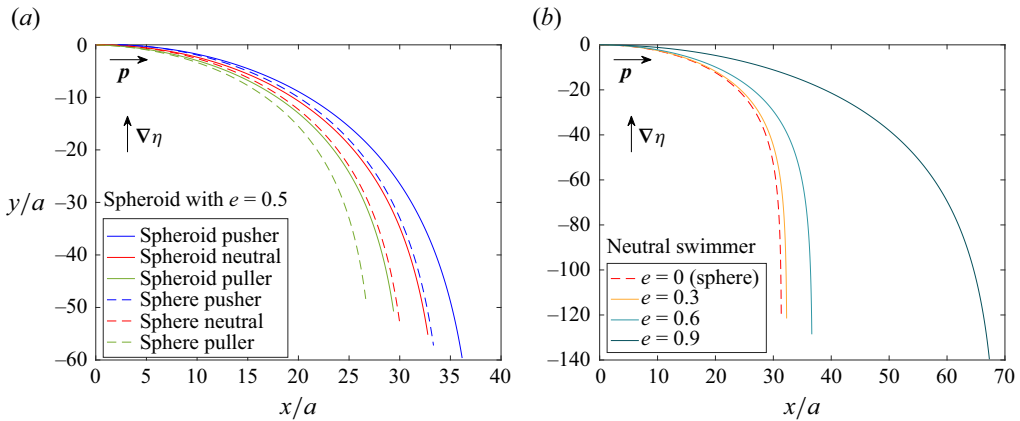 (a)
0
–10
–20
–30
–40
–50
–60
y/a
p
∇η
Spheroid with e = 0.5
Spheroid pusher
Spheroid neutral
Spheroid puller
Sphere pusher
Sphere neutral
Sphere puller
0 5 10 15 20 25 30 35 40
x/a
(b)
0
–20
–40
–60
–80
–100
–120
–140
p
∇η
Neutral swimmer
e = 0 (sphere)
e = 0.3
e = 0.6
e = 0.9
0 10 20 30 40 50 60 70
x/a